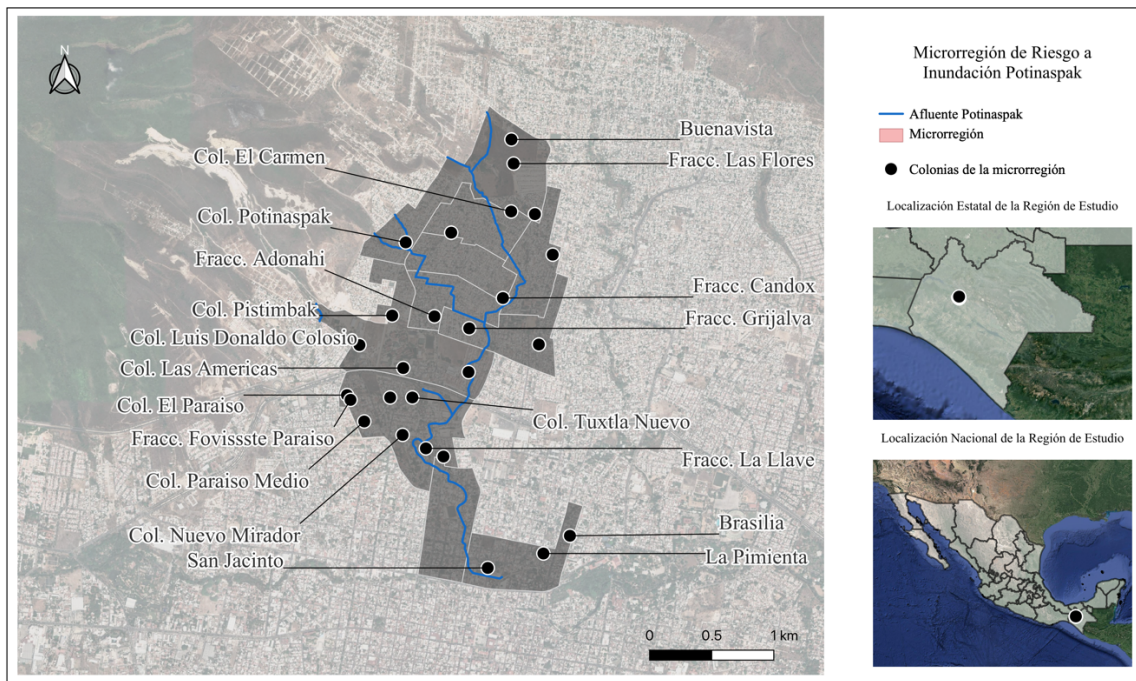 N
Buenavista
Fracc. Las Flores
Col. El Carmen
Col. Potinaspak
Fracc. Adonahi
Fracc. Candox
Col. Pistimbak
Fracc. Grijalva
Col. Luis Donaldo Colosio
Col. Las Americas
Col. El Paraiso
Col. Tuxtla Nuevo
Fracc. Fovissste Paraiso
Fracc. La Llave
Col. Paraiso Medio
Col. Nuevo Mirador
Brasilia
San Jacinto
La Pimienta
0 0.5 1 km
Microrregión de Riesgo a
Inundación Potinaspak
Afluente Potinaspak
Microrregión
Colonias de la microrregión
Localización Estatal de la Región de Estudio
Localización Nacional de la Región de Estudio